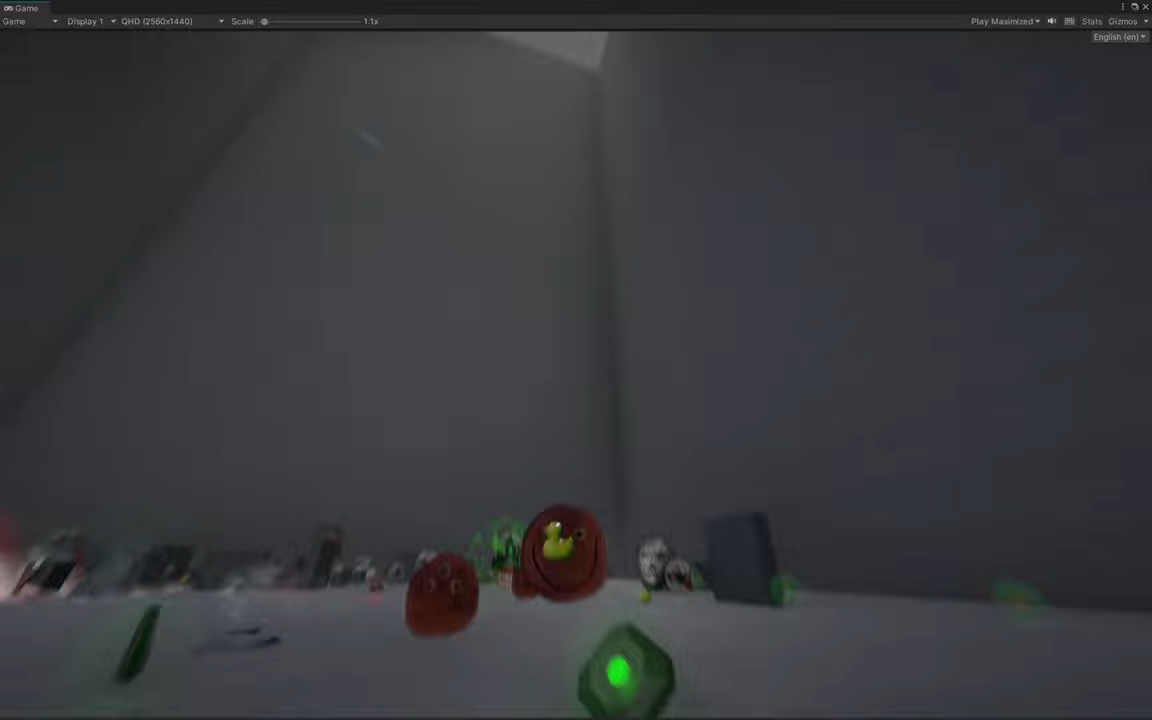 Game
Game Display 1 QHD (2560x1440) Scale 1.1x Play Maximized Stats Gizmos
English (en)